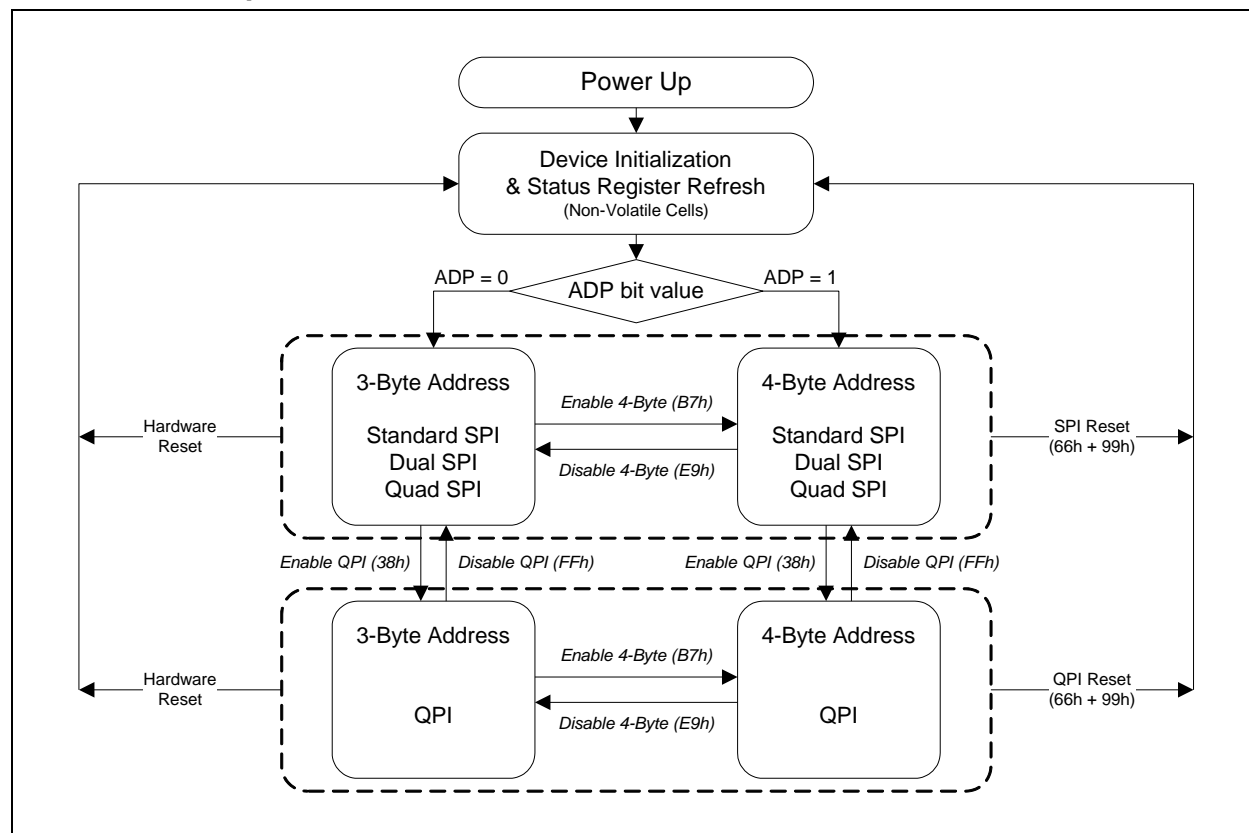 Power Up
Device Initialization
& Status Register Refresh
(Non-Volatile Cells)
ADP = 0
ADP bit value
ADP = 1
3-Byte Address
Standard SPI
Dual SPI
Quad SPI
Enable 4-Byte (B7h)
Disable 4-Byte (E9h)
4-Byte Address
Standard SPI
Dual SPI
Quad SPI
Hardware
Reset
SPI Reset
(66h + 99h)
Enable QPI (38h)
Disable QPI (FFh)
Enable QPI (38h)
Disable QPI (FFh)
3-Byte Address
QPI
Enable 4-Byte (B7h)
Disable 4-Byte (E9h)
4-Byte Address
QPI
Hardware
Reset
QPI Reset
(66h + 99h)